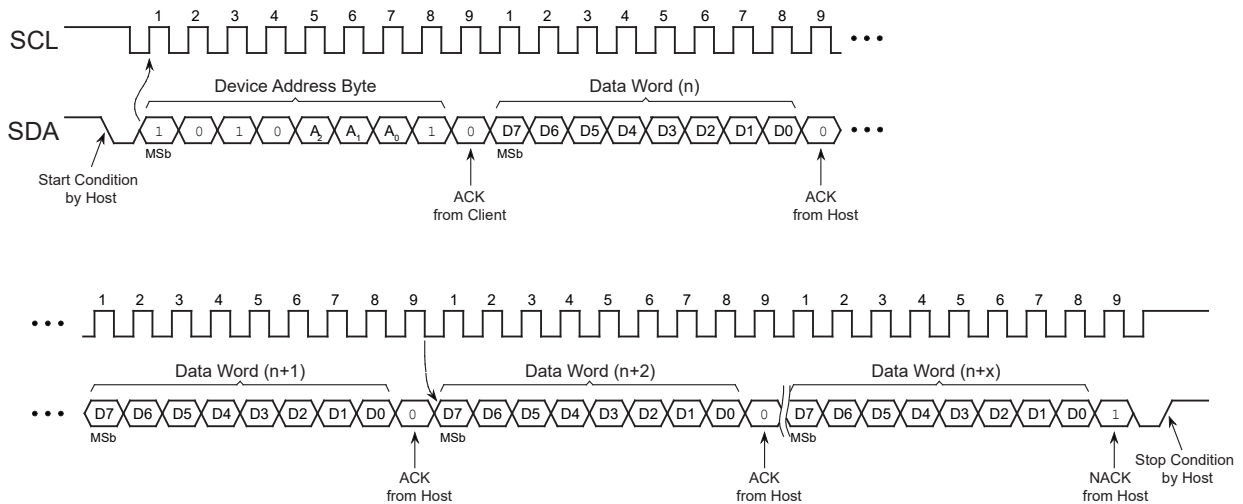 1 2 3 4 5 6 7 8 9 1 2 3 4 5 6 7 8 9
SCL
Device Address Byte Data Word (n)
SDA 1 0 1 0 A2 A1 A0 1 0 D7 D6 D5 D4 D3 D2 D1 D0 0
MSb MSb
Start Condition
by Host
ACK
from Client
ACK
from Host
1 2 3 4 5 6 7 8 9 1 2 3 4 5 6 7 8 9 1 2 3 4 5 6 7 8 9
Data Word (n+1) Data Word (n+2) Data Word (n+x)
D7 D6 D5 D4 D3 D2 D1 D0 0 D7 D6 D5 D4 D3 D2 D1 D0 0 D7 D6 D5 D4 D3 D2 D1 D0 1
MSb MSb MSb
ACK
from Host
ACK
from Host
NACK
from Host
Stop Condition
by Host